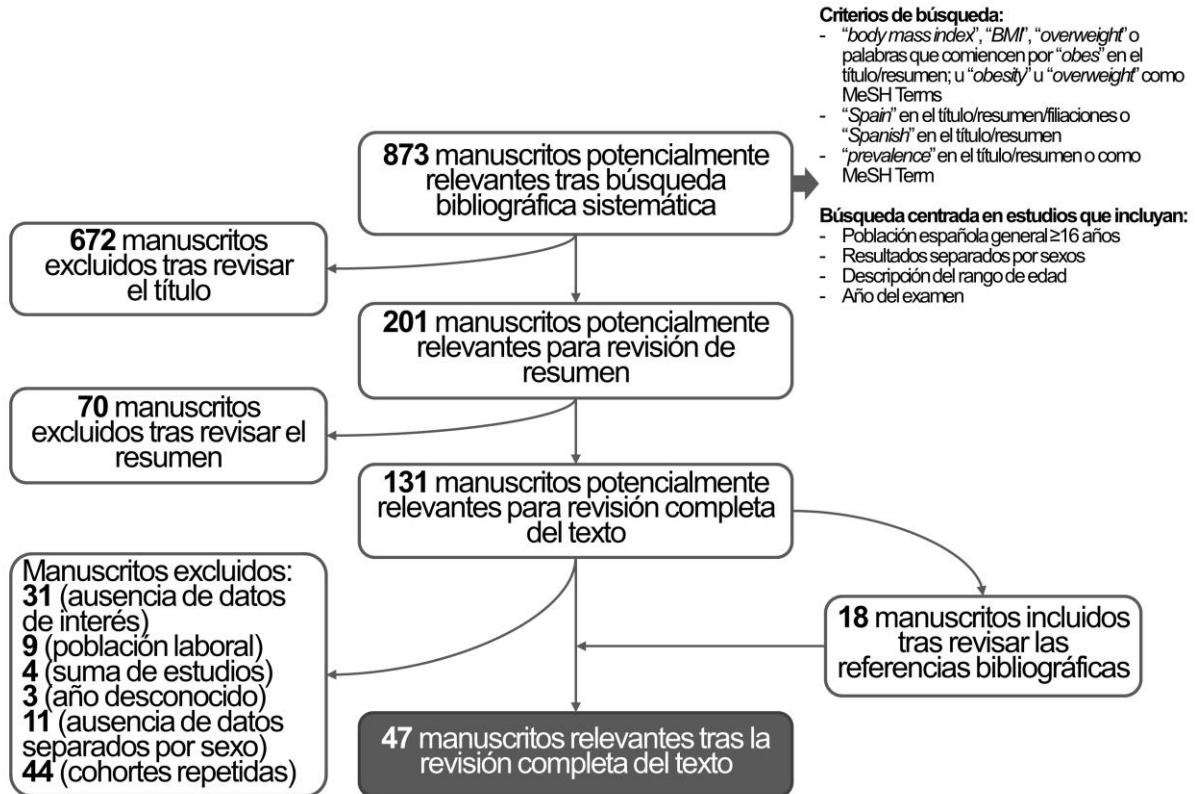 Criterios de búsqueda:
- "body mass index", "BMI", "overweight" o
palabras que comiencen por "obes" en el
título/resumen; u "obesity" u "overweight" como
MeSH Terms
- "Spain" en el título/resumen/filiaciones o
"Spanish" en el título/resumen
- "prevalence" en el título/resumen o como
MeSH Term
Búsqueda centrada en estudios que incluyan:
- Población española general ≥16 años
- Resultados separados por sexos
- Descripción del rango de edad
- Año del examen
873 manuscritos potencialmente
relevantes tras búsqueda
bibliográfica sistemática
672 manuscritos
excluidos tras revisar
el título
201 manuscritos potencialmente
relevantes para revisión de
resumen
70 manuscritos
excluidos tras revisar el
resumen
131 manuscritos potencialmente
relevantes para revisión completa
del texto
Manuscritos excluidos:
31 (ausencia de datos
de interés)
9 (población laboral)
4 (suma de estudios)
3 (año desconocido)
11 (ausencia de datos
separados por sexo)
44 (cohortes repetidas)
18 manuscritos incluidos
tras revisar las
referencias bibliográficas
47 manuscritos relevantes tras la
revisión completa del texto